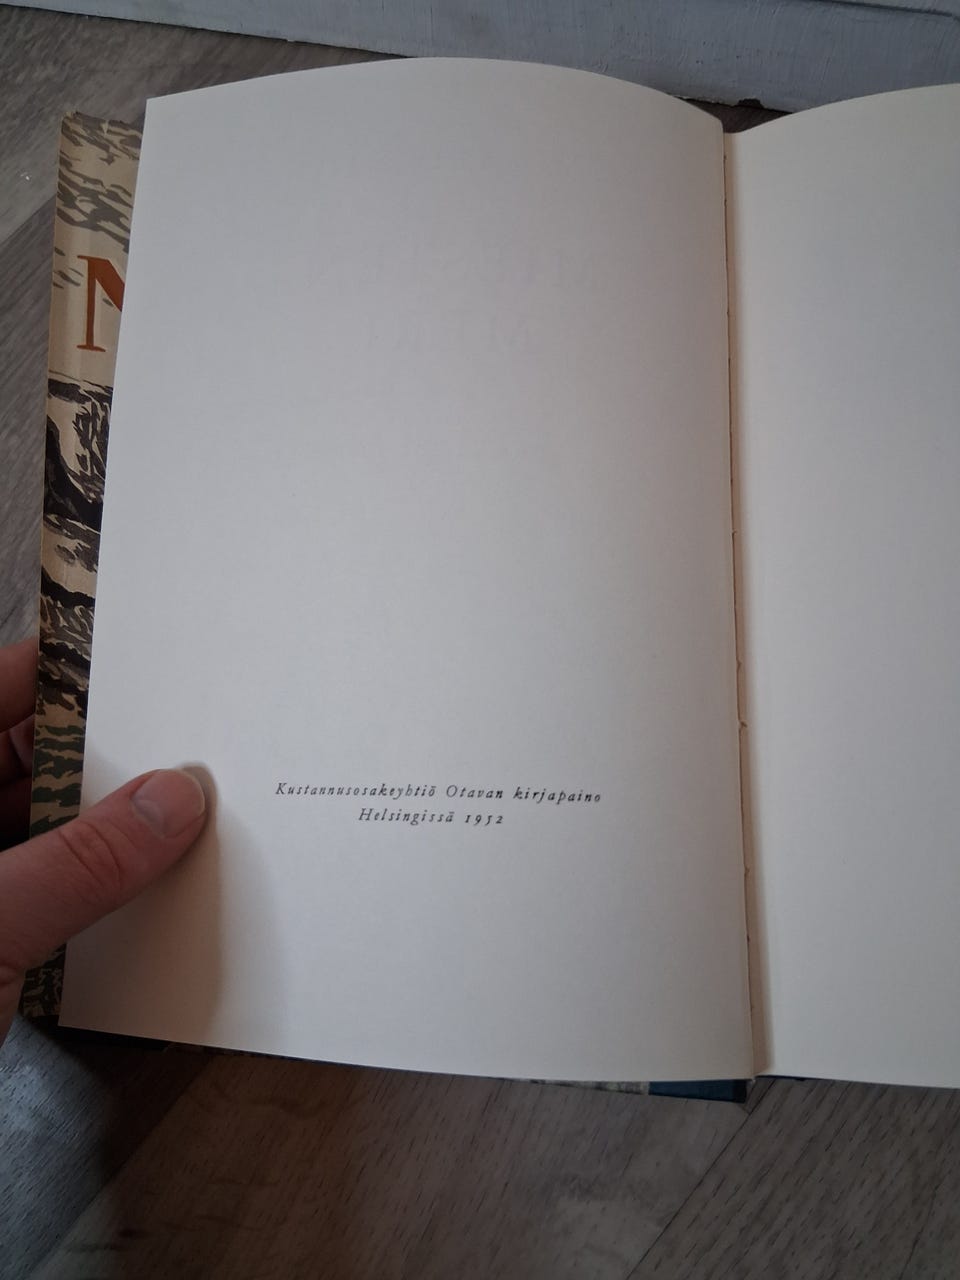 N
Kustannusosakeyhtiö Otavan kirjapaino
Helsingissä 1952